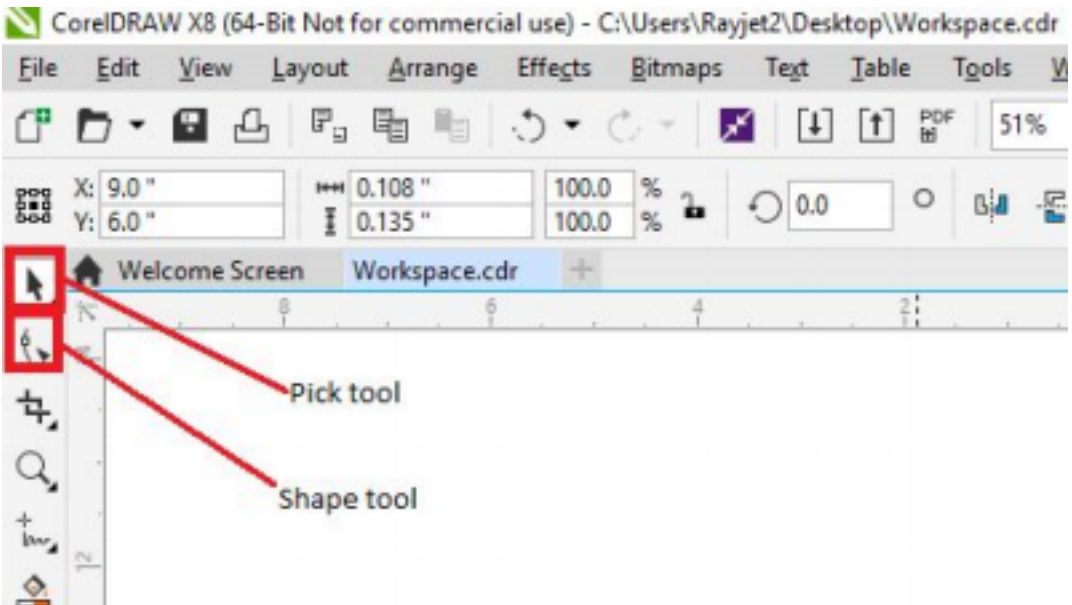 CorelDRAW X8 (64-Bit Not for commercial use) - C:\Users\Rayjet2\Desktop\Workspace.cdr
File Edit View Layout Arrange Effects Bitmaps Text Table Tools W
PDF 51%
X: 9.0 " 0.108 " 100.0 % 0.0
Y: 6.0 " 0.135 " 100.0 %
Welcome Screen Workspace.cdr
8 6 4 2
Pick tool
Shape tool
12